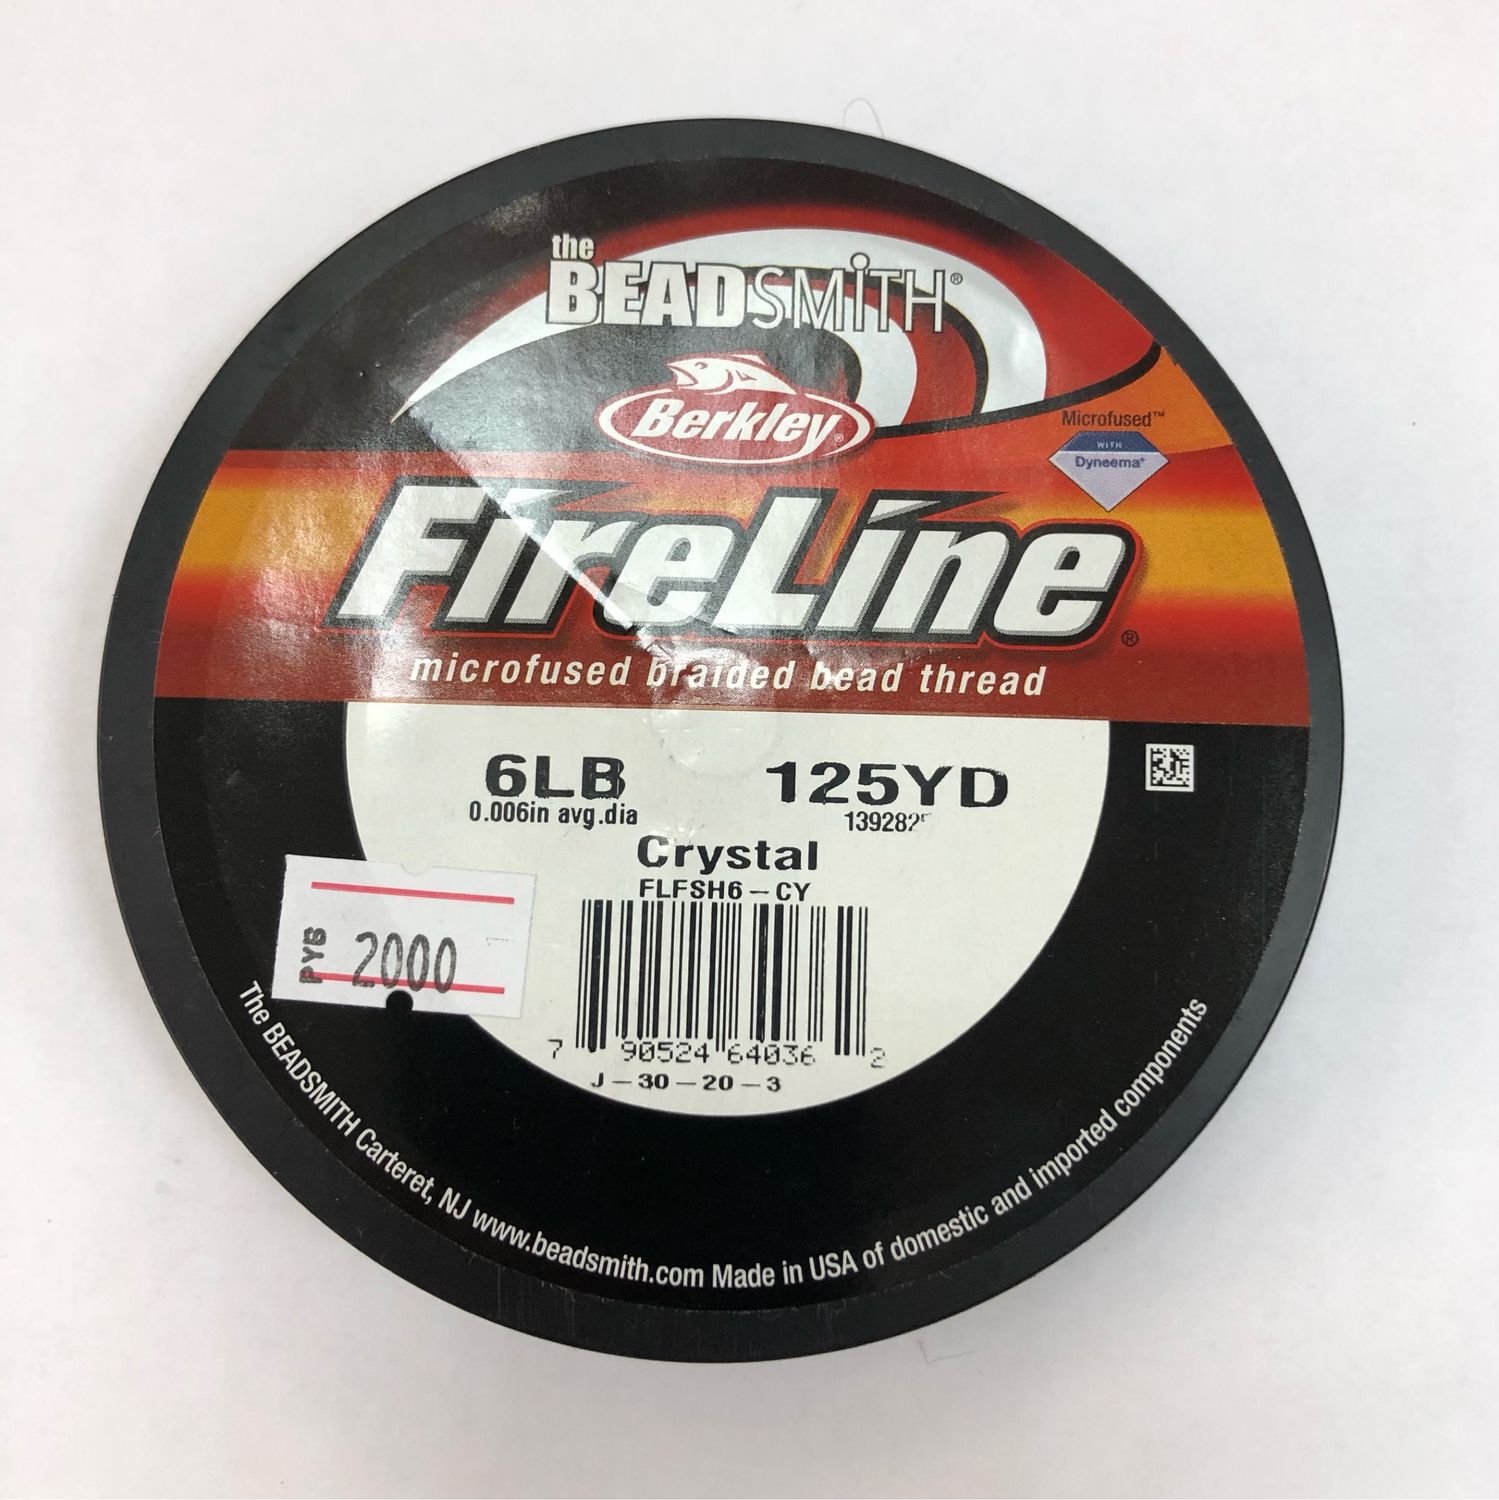 the
BEADSMITH®
Berkley®
Microfused™
WITH
Dyneema®
FireLine®
microfused braided bead thread
6LB 125YD
0.006in avg.dia
Crystal
FLFSH6-CY
PYB 2000
7 90524 64036 2
J-30-20-3
The BEADSMITH Carteret, NJ www.beadsmith.com Made in USA of domestic and imported components